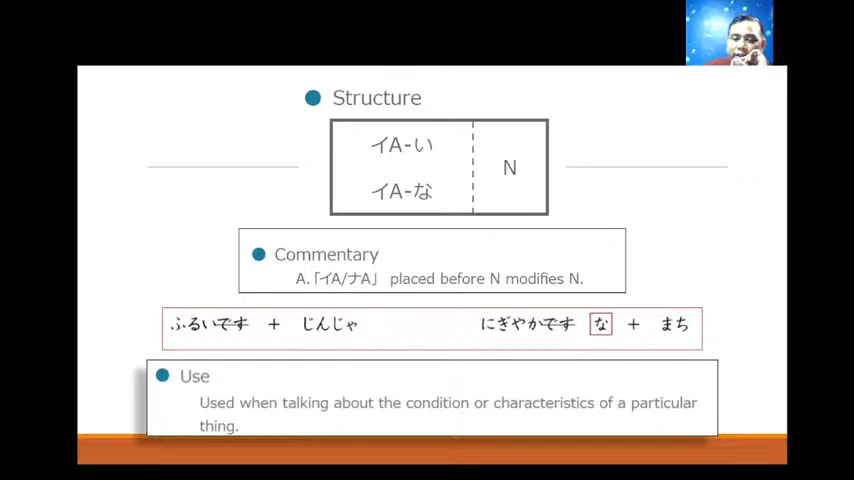 Structure
イA-い
イA-な
N
Commentary
A.「イA/ナA」 placed before N modifies N.
ふるいです + じんじゃ にぎやかです な + まち
Use
Used when talking about the condition or characteristics of a particular
thing.